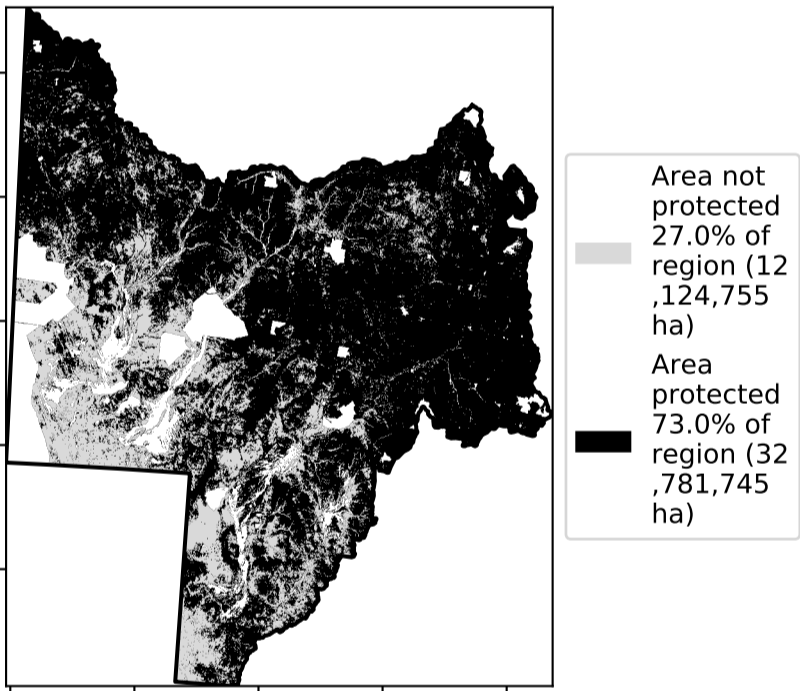 Area not
protected
27.0% of
region (12
,124,755
ha)
Area
protected
73.0% of
region (32
,781,745
ha)